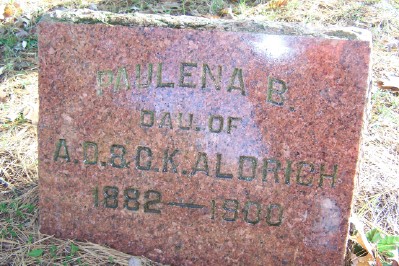 PAULENA B.
DAU. OF
A.D. & C.K. ALDRICH
1882—1900